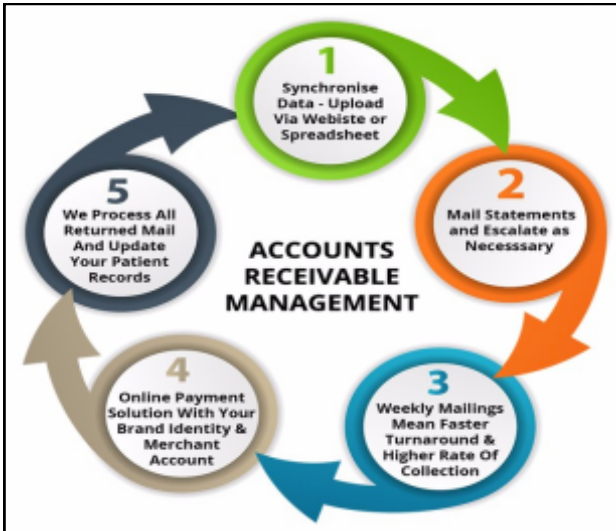 1
Synchronise
Data - Upload
Via Webiste or
Spreadsheet
2
Mail Statements
and Escalate as
Necesssary
3
Weekly Mailings
Mean Faster
Turnaround &
Higher Rate Of
Collection
4
Online Payment
Solution With Your
Brand Identity &
Merchant
Account
5
We Process All
Returned Mail
And Update
Your Patient
Records
ACCOUNTS
RECEIVABLE
MANAGEMENT